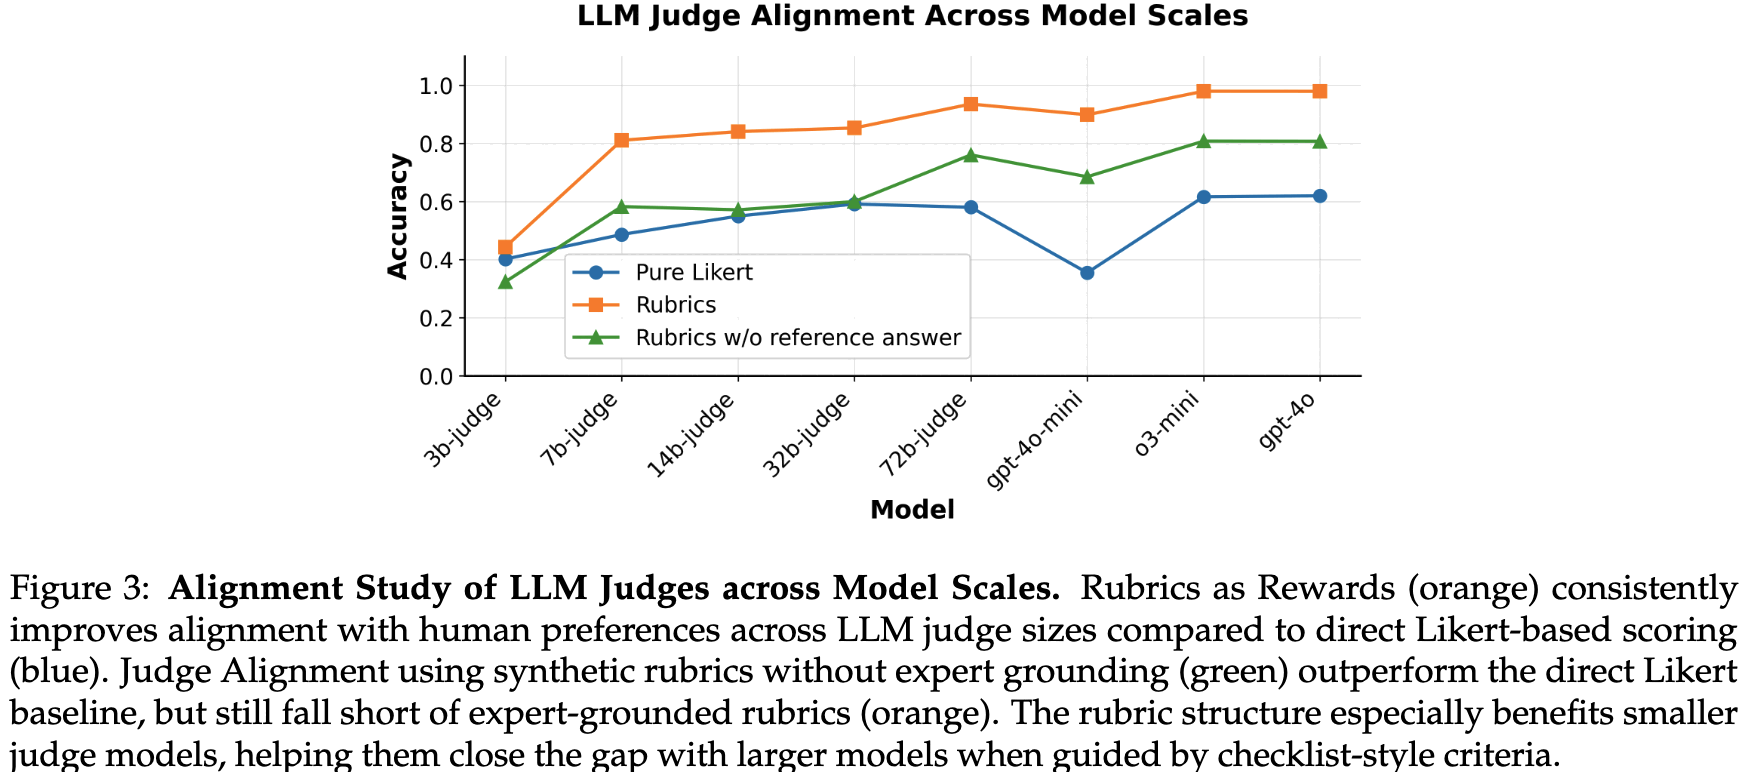 LLM Judge Alignment Across Model Scales
1.0
0.8
0.6
0.4
0.2
0.0
Accuracy
Pure Likert
Rubrics
Rubrics w/o reference answer
3b-judge
7b-judge
14b-judge
32b-judge
72b-judge
gpt-4o-mini
o3-mini
gpt-4o
Model
Figure 3: Alignment Study of LLM Judges across Model Scales. Rubrics as Rewards (orange) consistently
improves alignment with human preferences across LLM judge sizes compared to direct Likert-based scoring
(blue). Judge Alignment using synthetic rubrics without expert grounding (green) outperform the direct Likert
baseline, but still fall short of expert-grounded rubrics (orange). The rubric structure especially benefits smaller
judge models, helping them close the gap with larger models when guided by checklist-style criteria.